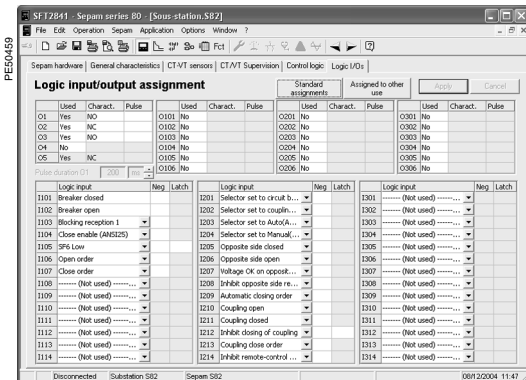 PE50459
SFT2841 - Sepam series 80 - [Sous-station.S82]
File Edit Operation Sepam Application Options Window ?
Fct
Sepam hardware General characteristics CT-VT sensors CT/VT Supervision Control logic Logic I/Os
Logic input/output assignment
Standard assignments
Assigned to other use
Apply
Cancel
Used Charact. Pulse Used Charact. Pulse Used Charact. Pulse Used Charact. Pulse
O1 Yes NO O101 No O201 No O301 No
O2 Yes NC O102 No O202 No O302 No
O3 Yes NO O103 No O203 No O303 No
O4 No O104 No O204 No O304 No
O5 Yes NC O105 No O205 No O305 No
Pulse duration O1 200 ms O106 No O206 No O306 No
Logic input Neg Latch Logic input Neg Latch Logic input Neg Latch
I101 Breaker closed I201 Selector set to circuit b... I301 ------- (Not used) ------...
I102 Breaker open I202 Selector set to couplin... I302 ------- (Not used) ------...
I103 Blocking reception 1 I203 Selector set to Auto(A... I303 ------- (Not used) ------...
I104 Close enable (ANSI25) I204 Selector set to Manual(... I304 ------- (Not used) ------...
I105 SF6 Low I205 Opposite side closed I305 ------- (Not used) ------...
I106 Open order I206 Opposite side open I306 ------- (Not used) ------...
I107 Close order I207 Voltage OK on opposit... I307 ------- (Not used) ------...
I108 ------- (Not used) ------... I208 Inhibit opposite side re... I308 ------- (Not used) ------...
I109 ------- (Not used) ------... I209 Automatic closing order I309 ------- (Not used) ------...
I110 ------- (Not used) ------... I210 Coupling open I310 ------- (Not used) ------...
I111 ------- (Not used) ------... I211 Coupling closed I311 ------- (Not used) ------...
I112 ------- (Not used) ------... I212 Inhibit closing of coupling I312 ------- (Not used) ------...
I113 ------- (Not used) ------... I213 Coupling close order I313 ------- (Not used) ------...
I114 ------- (Not used) ------... I214 Inhibit remote-control ... I314 ------- (Not used) ------...
Disconnected Substation S82 Sepam S82 08/12/2004 11:47